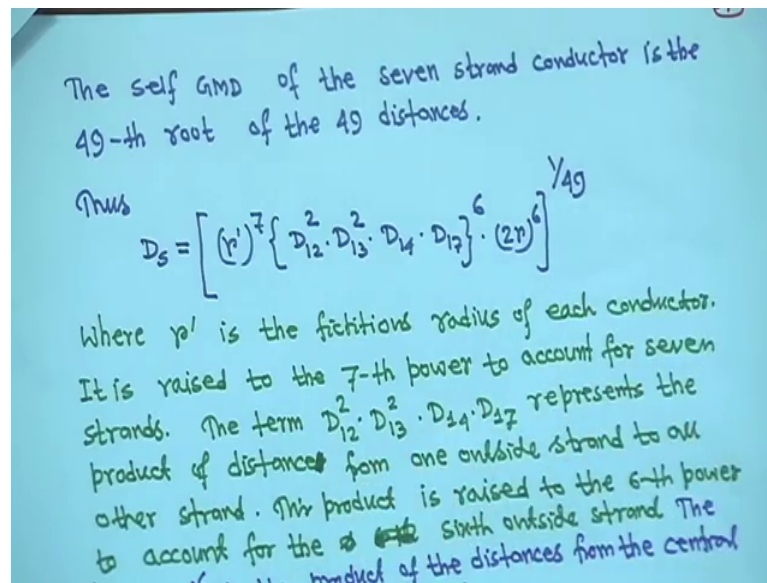 The self GMD of the seven strand conductor is the
49-th root of the 49 distances.
Thus
D_s = [(r')^7 {D_12^2 · D_13^2 · D_14 · D_17}^6 · (2r)^6]^1/49
where r' is the fictitious radius of each conductor.
It is raised to the 7-th power to account for seven
strands. The term D_12^2 · D_13^2 · D_14 · D_17 represents the
product of distances from one outside strand to all
other strand. This product is raised to the 6-th power
to account for the sixth outside strand The
product of the distances from the central